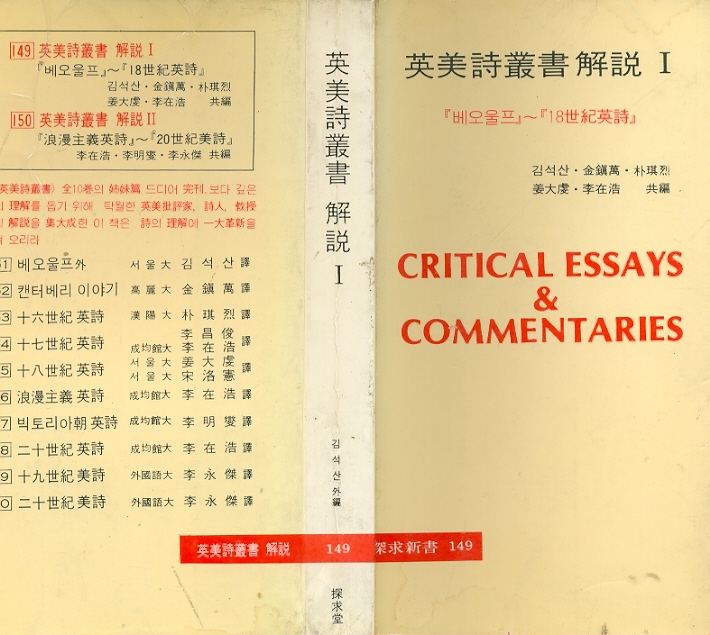 149 英美詩叢書 解說 Ⅰ
『베오울프』～『18世紀英詩』
김석산·金鎭萬·朴琪烈
姜大虔·李在浩 共編
150 英美詩叢書 解說 Ⅱ
『浪漫主義英詩』～『20世紀美詩』
李在浩·李明燮·李永傑 共編
英美詩叢書〉 全10卷의 姉妹篇 드디어 完刊. 보다 깊은
理解를 돕기 위해 탁월한 英美批評家, 詩人, 敎授
解說을 集大成한 이 책은 詩의 理解에 一大革新을
오리라
51 베오울프外 서울大 김석산 譯
52 캔터베리 이야기 高麗大 金鎭萬 譯
3 十六世紀 英詩 漢陽大 朴琪烈 譯
4 十七世紀 英詩 李昌俊 成均館大 李在浩 譯
5 十八世紀 英詩 서울大 姜大虔 서울大 宋洛憲 譯
6 浪漫主義 英詩 成均館大 李在浩 譯
7 빅토리아朝 英詩 成均館大 李明燮 譯
8 二十世紀 英詩 成均館大 李在浩 譯
9 十九世紀 美詩 外國語大 李永傑 譯
0 二十世紀 美詩 外國語大 李永傑 譯
英美詩叢書 解說
英美詩叢書 解說 Ⅰ
김석산外編
149
探求堂
英美詩叢書 解說 Ⅰ
『베오울프』～『18世紀英詩』
김석산·金鎭萬·朴琪烈
姜大虔·李在浩 共編
CRITICAL ESSAYS
&
COMMENTARIES
探求新書 149